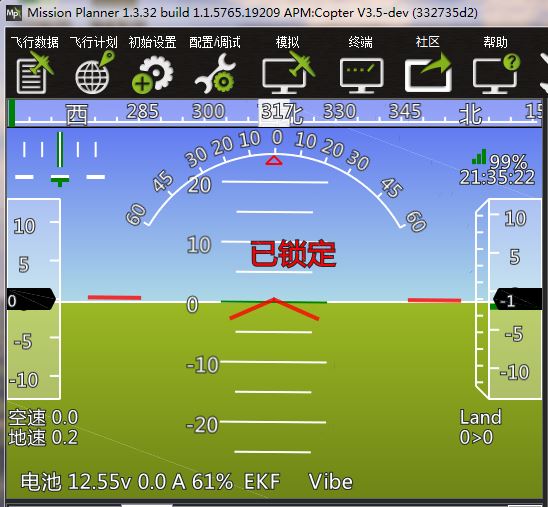 Mission Planner 1.3.32 build 1.1.5765.19209 APM:Copter V3.5-dev (332735d2)
飞行数据 飞行计划 初始设置 配置/调试 模拟 终端 社区 帮助
西 285 300 317 北 330 345 北 15
60 45 30 20 10 0 10 20 30 45 60
99%
21:35:22
20
10 10
10
5 5
0 0 -1
-5 -5
-10 -10 -10
-20
已锁定
空速 0.0 Land
地速 0.2 0>0
电池 12.55v 0.0 A 61% EKF Vibe